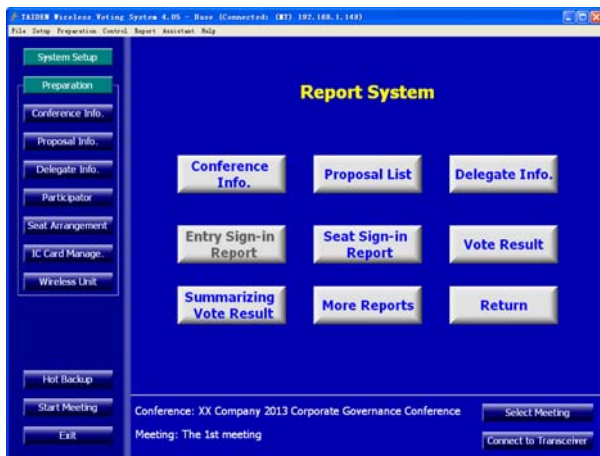 TAIDEN Wireless Voting System 4.05 - Base (Connected: (MT) 192.168.1.148)
File Setup Preparation Control Report Assistant Help
System Setup
Preparation
Conference Info.
Proposal Info.
Delegate Info.
Participator
Seat Arrangement
IC Card Manage.
Wireless Unit
Hot Backup
Start Meeting
Exit
Report System
Conference
Info.
Proposal List
Delegate Info.
Entry Sign-in
Report
Seat Sign-in
Report
Vote Result
Summarizing
Vote Result
More Reports
Return
Conference: XX Company 2013 Corporate Governance Conference
Meeting: The 1st meeting
Select Meeting
Connect to Transceiver